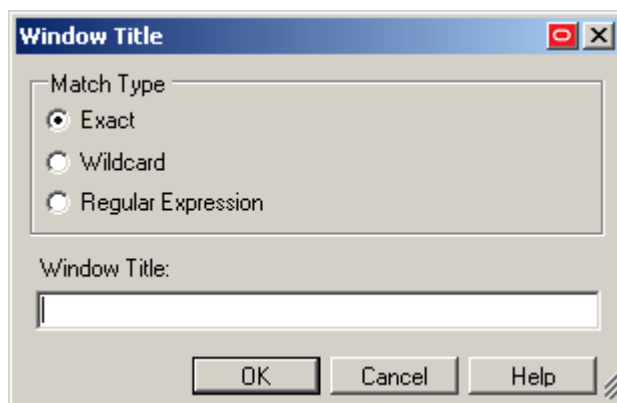 Window Title
Match Type
Exact
Wildcard
Regular Expression
Window Title:
OK Cancel Help